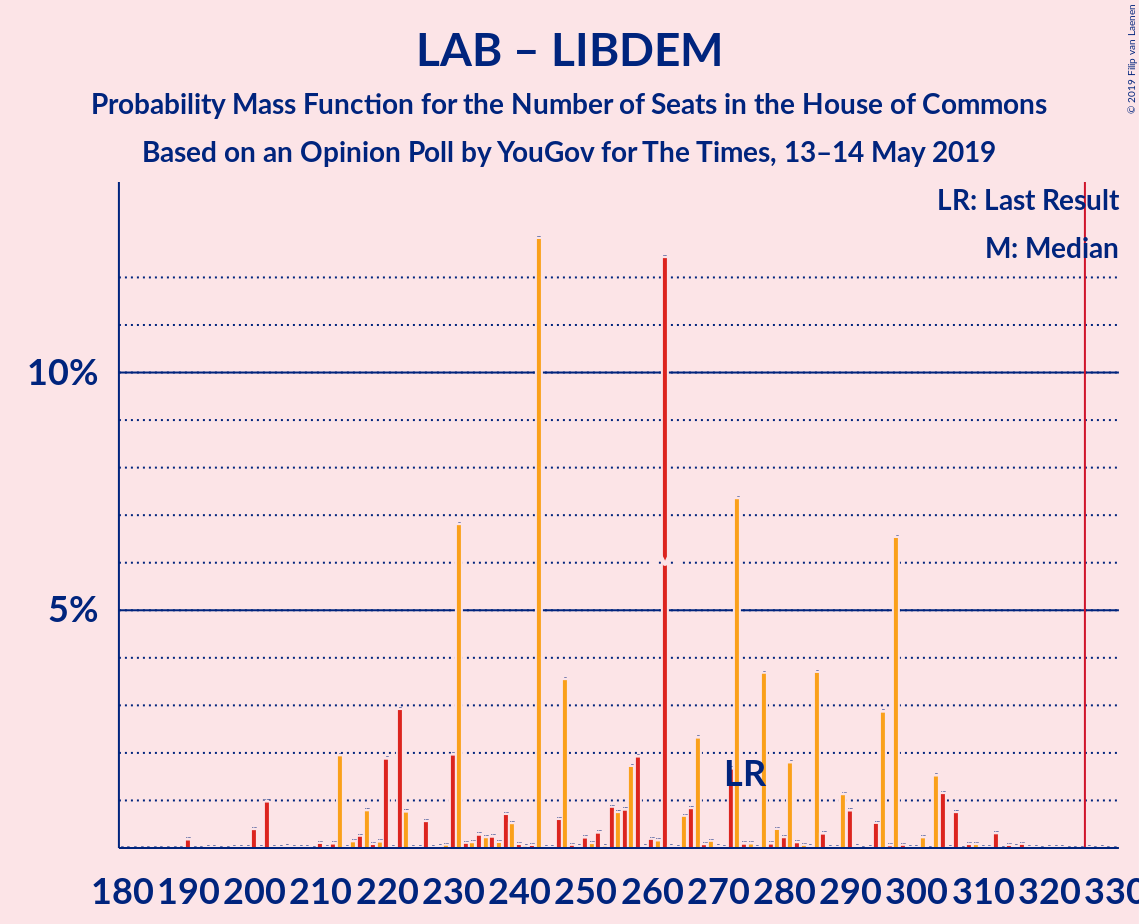 LAB – LIBDEM
Probability Mass Function for the Number of Seats in the House of Commons
Based on an Opinion Poll by YouGov for The Times, 13–14 May 2019
© 2019 Filip van Laenen
LR: Last Result
M: Median
10%
5%
LR
180 190 200 210 220 230 240 250 260 270 280 290 300 310 320 330